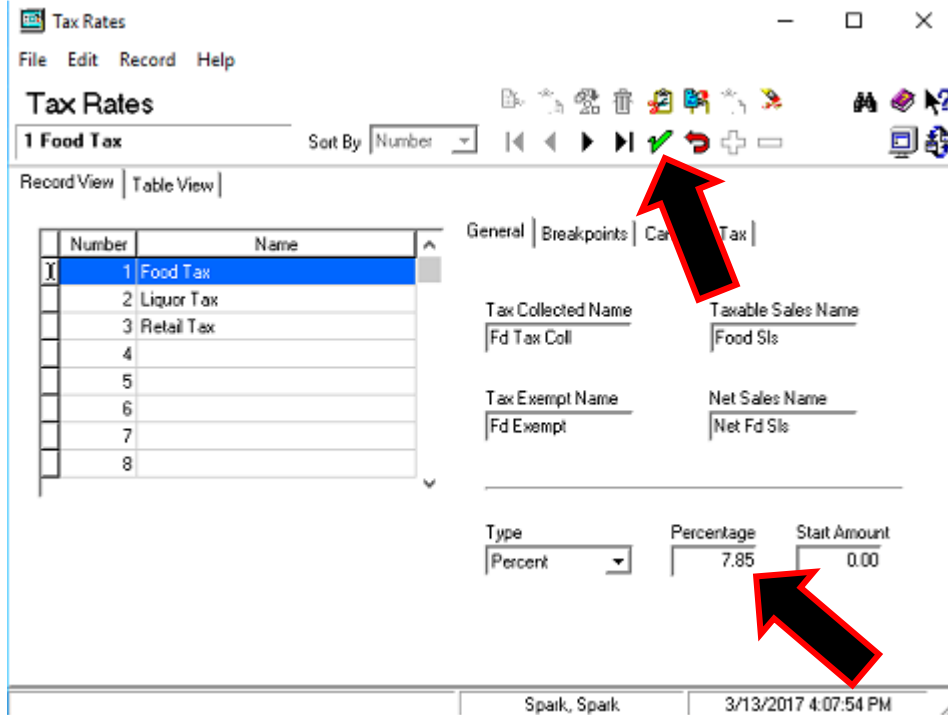 Tax Rates
File Edit Record Help
Tax Rates
1 Food Tax
Sort By Number
Record View Table View
Number Name
1 Food Tax
2 Liquor Tax
3 Retail Tax
4
5
6
7
8
General Breakpoints Tax
Tax Collected Name Taxable Sales Name
Fd Tax Coll Food Sls
Tax Exempt Name Net Sales Name
Fd Exempt Net Fd Sls
Type Percentage Start Amount
Percent 7.85 0.00
Spark, Spark 3/13/2017 4:07:54 PM